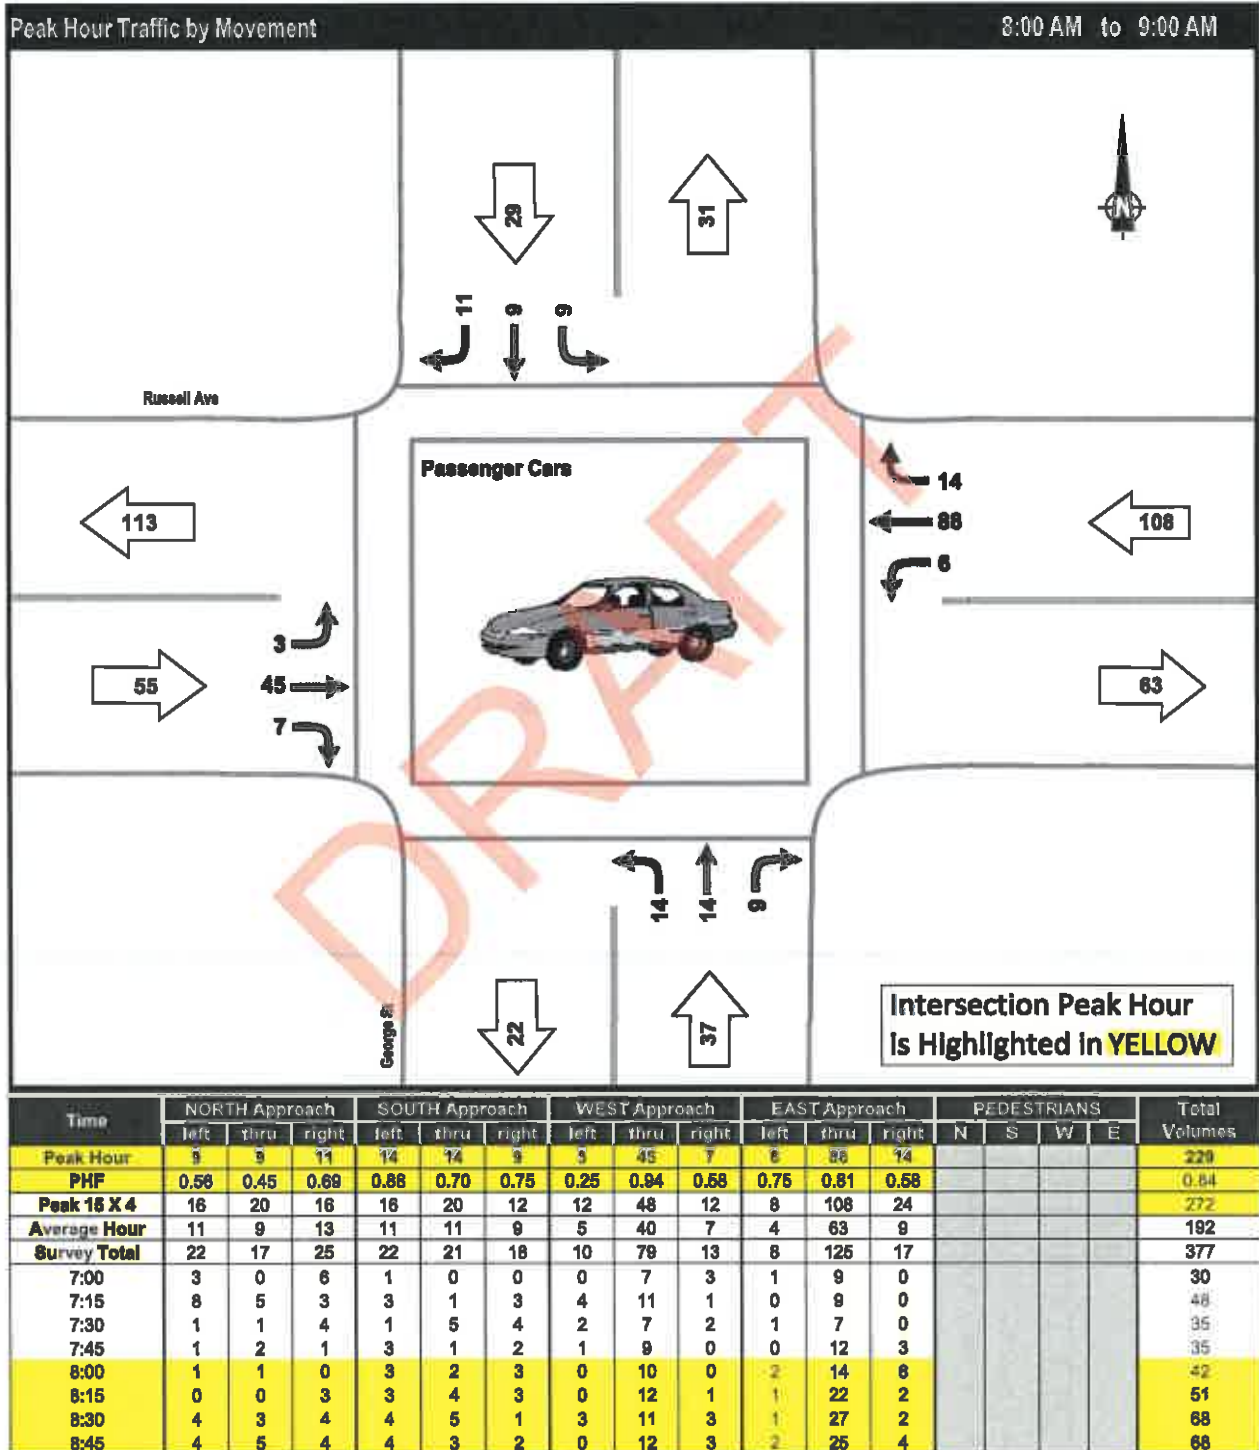 Peak Hour Traffic by Movement 8:00 AM to 9:00 AM
29 31
N
11 9 9
Russell Ave
Passenger Cars
14
113 88 108
6
3
55 45 63
7
14 14 9
George St
22 37
Intersection Peak Hour
is Highlighted in YELLOW
DRAFT
Time NORTH Approach SOUTH Approach WEST Approach EAST Approach PEDESTRIANS Total
left thru right left thru right left thru right left thru right N S W E Volumes
Peak Hour 9 9 11 14 14 9 3 45 7 6 88 14 229
PHF 0.56 0.45 0.69 0.88 0.70 0.75 0.25 0.94 0.58 0.75 0.81 0.58 0.84
Peak 15 X 4 16 20 16 16 20 12 12 48 12 8 108 24 272
Average Hour 11 9 13 11 11 9 5 40 7 4 63 9 192
Survey Total 22 17 25 22 21 18 10 79 13 8 125 17 377
7:00 3 0 6 1 0 0 0 7 3 1 9 0 30
7:15 8 5 3 3 1 3 4 11 1 0 9 0 48
7:30 1 1 4 1 5 4 2 7 2 1 7 0 35
7:45 1 2 1 3 1 2 1 9 0 0 12 3 35
8:00 1 1 0 3 2 3 0 10 0 2 14 6 42
8:15 0 0 3 3 4 3 0 12 1 1 22 2 51
8:30 4 3 4 4 5 1 3 11 3 1 27 2 68
8:45 4 5 4 4 3 2 0 12 3 2 25 4 68